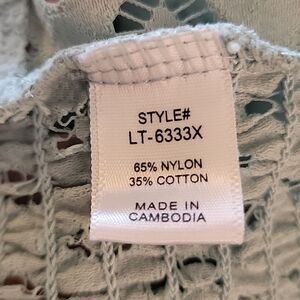 STYLE#
LT-6333X
65% NYLON
35% COTTON
MADE IN
CAMBODIA